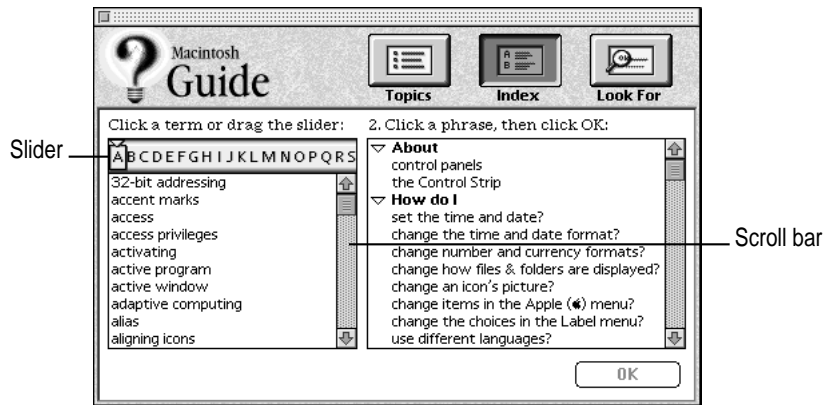 Macintosh
Guide
Topics
Index
Look For
Click a term or drag the slider:
A B C D E F G H I J K L M N O P Q R S
32-bit addressing
accent marks
access
access privileges
activating
active program
active window
adaptive computing
alias
aligning icons
2. Click a phrase, then click OK:
About
control panels
the Control Strip
How do I
set the time and date?
change the time and date format?
change number and currency formats?
change how files & folders are displayed?
change an icon's picture?
change items in the Apple () menu?
change the choices in the Label menu?
use different languages?
OK
Slider
Scroll bar